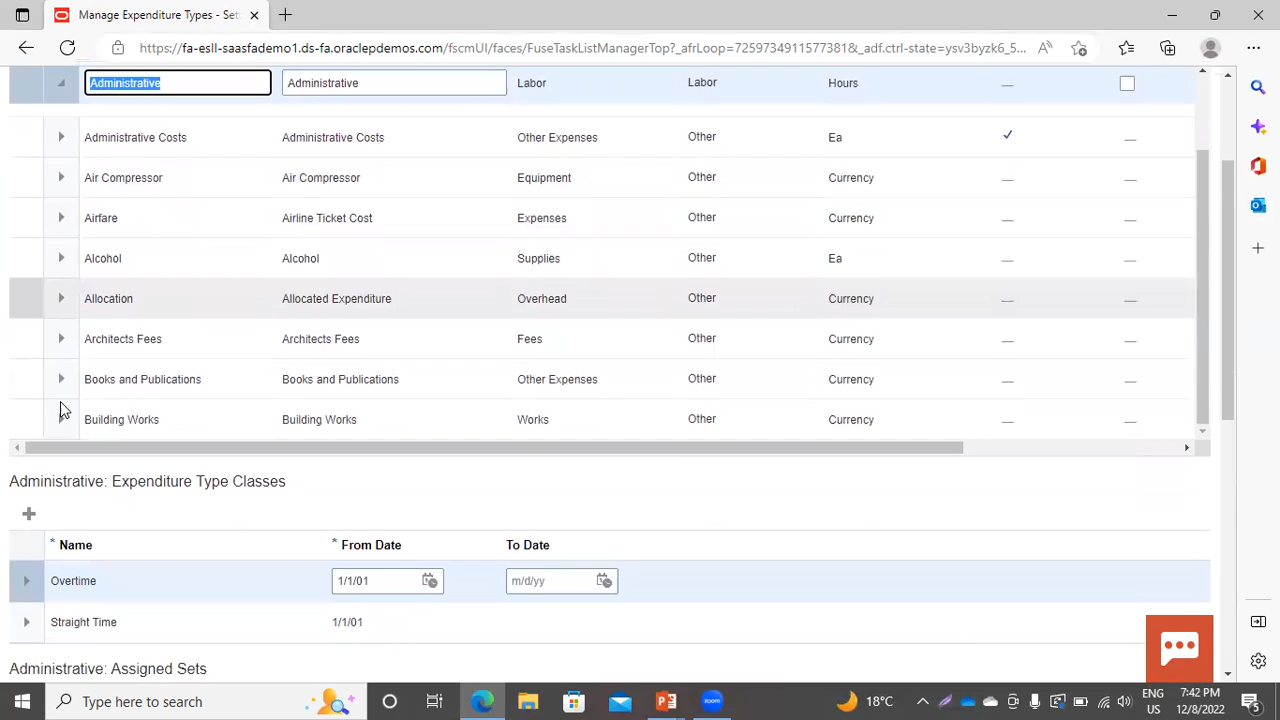 Manage Expenditure Types - Set
https://fa-esll-saasfademo1.ds-fa.oraclepdemos.com/fscmUI/faces/FuseTaskListManagerTop?_afrLoop=7259734911577381&_adf.ctrl-state=ysv3byzk6_5...
Administrative Administrative Labor Labor Hours
Administrative Costs Administrative Costs Other Expenses Other Ea
Air Compressor Air Compressor Equipment Other Currency
Airfare Airline Ticket Cost Expenses Other Currency
Alcohol Alcohol Supplies Other Ea
Allocation Allocated Expenditure Overhead Other Currency
Architects Fees Architects Fees Fees Other Currency
Books and Publications Books and Publications Other Expenses Other Currency
Building Works Building Works Works Other Currency
Administrative: Expenditure Type Classes
* Name * From Date To Date
Overtime 1/1/01 m/d/yy
Straight Time 1/1/01
Administrative: Assigned Sets
Type here to search 18°C ENG US 7:42 PM 12/8/2022 5